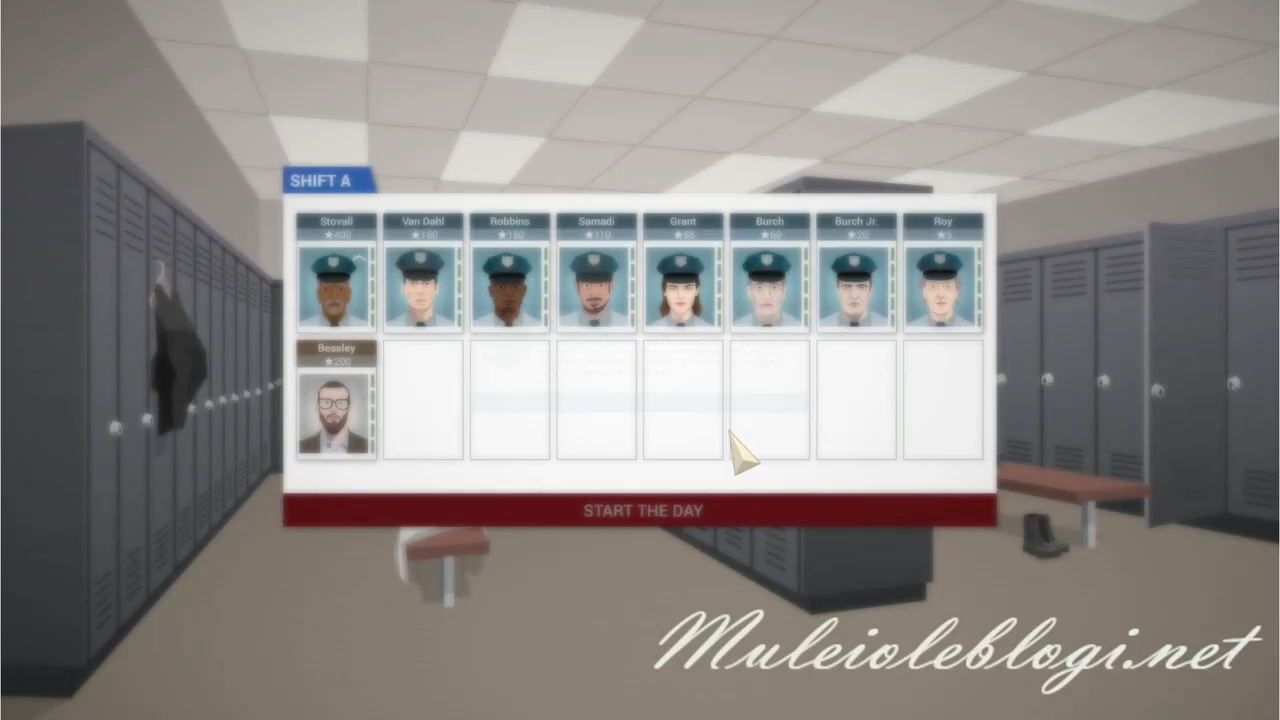 SHIFT A
Stovall Van Dahl Robbins Samadi Grant Burch Burch Jr. Roy
★400 ★160 ★150 ★110 ★85 ★60 ★20 ★5
Beasley
★200
START THE DAY
Muleioleblogi.net